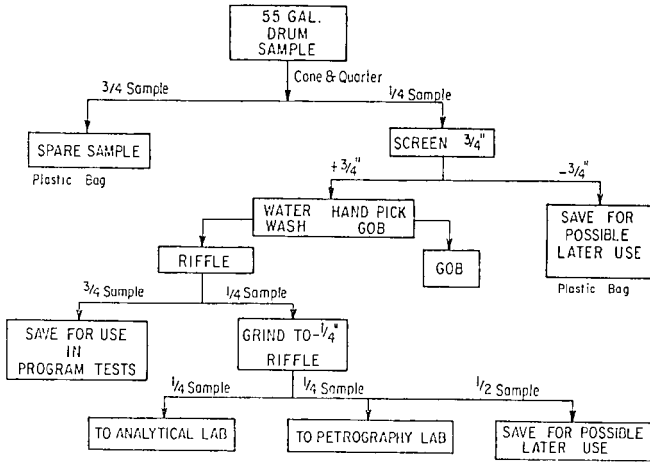 55 GAL.
DRUM
SAMPLE
Cone & Quarter
3/4 Sample
1/4 Sample
SPARE SAMPLE
Plastic Bag
SCREEN 3/4"
+3/4"
-3/4"
WATER HAND PICK
WASH GOB
SAVE FOR
POSSIBLE
LATER USE
Plastic Bag
RIFFLE
GOB
3/4 Sample
1/4 Sample
SAVE FOR USE
IN
PROGRAM TESTS
GRIND TO-1/4"
RIFFLE
1/4 Sample
1/4 Sample
1/2 Sample
TO ANALYTICAL LAB
TO PETROGRAPHY LAB
SAVE FOR POSSIBLE
LATER USE